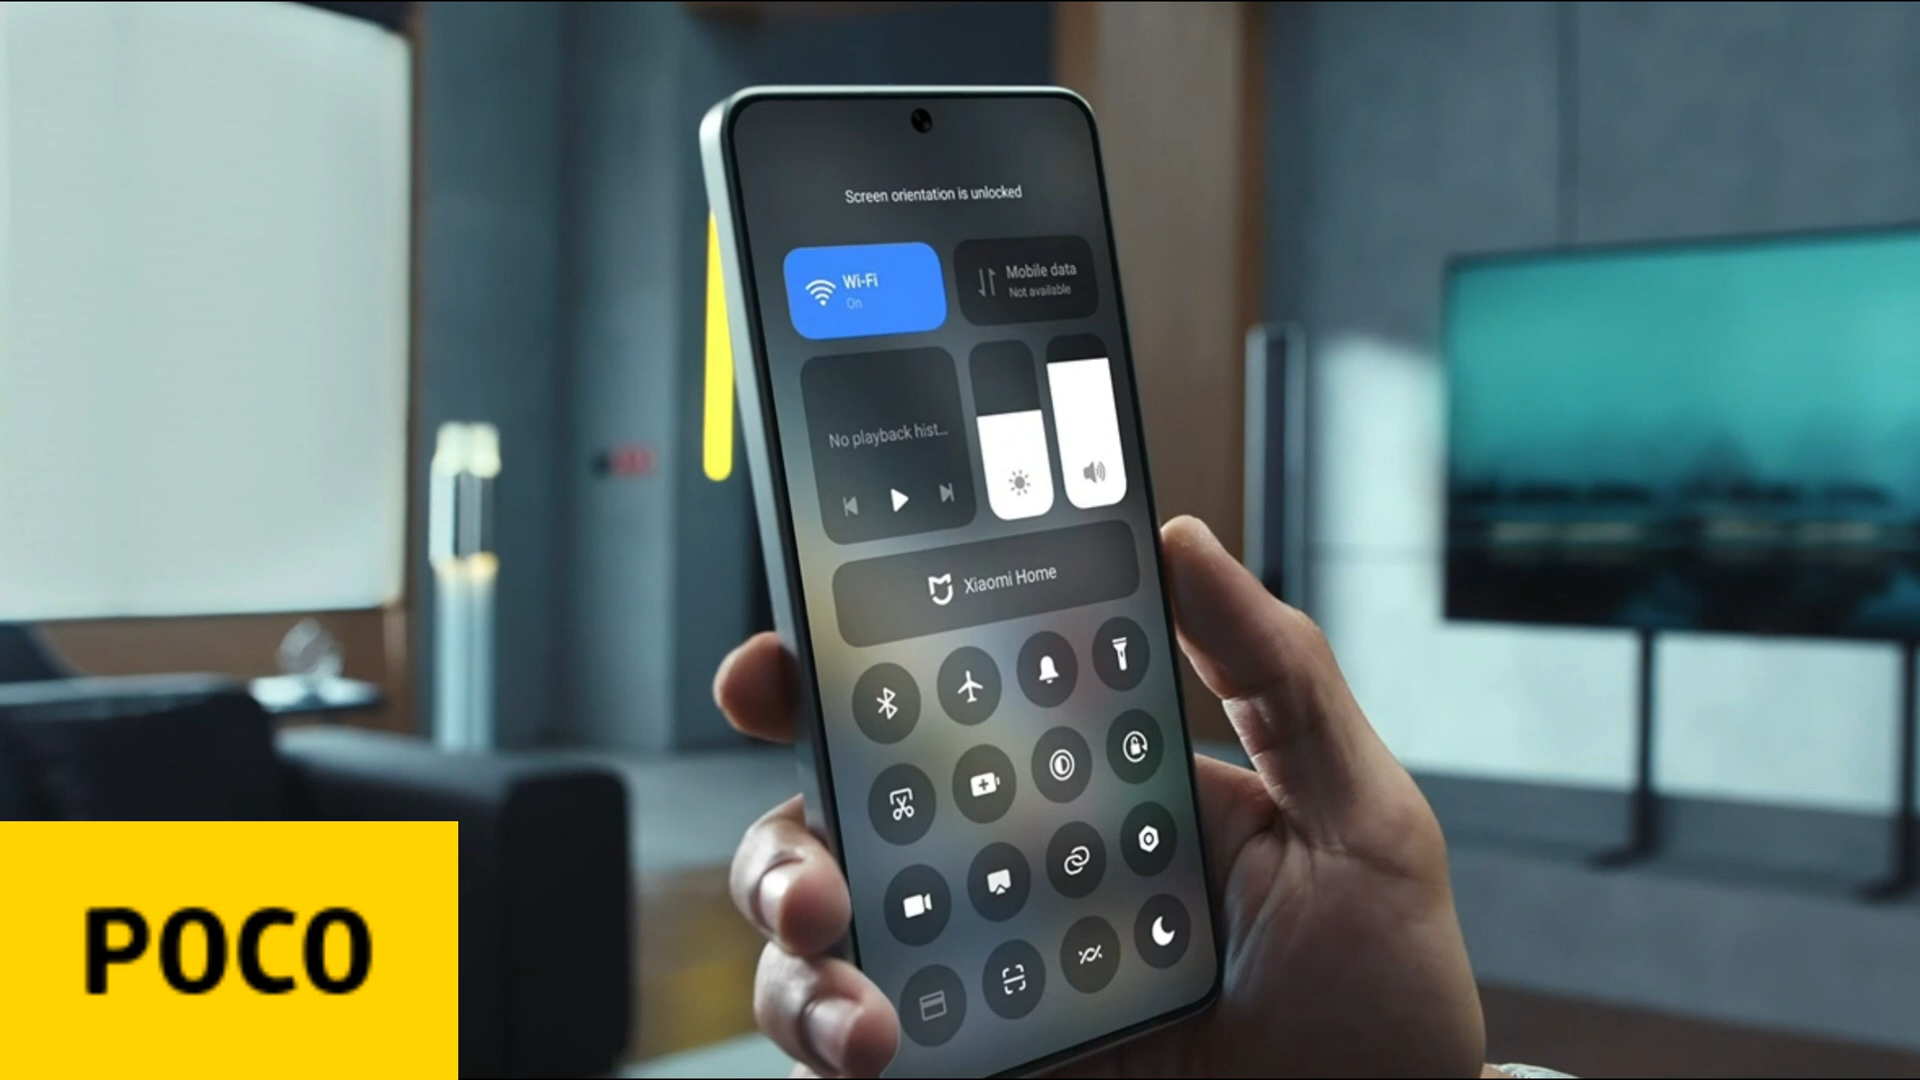 Screen orientation is unlocked
Wi-Fi
On
Mobile data
Not available
No playback hist...
Xiaomi Home
POCO